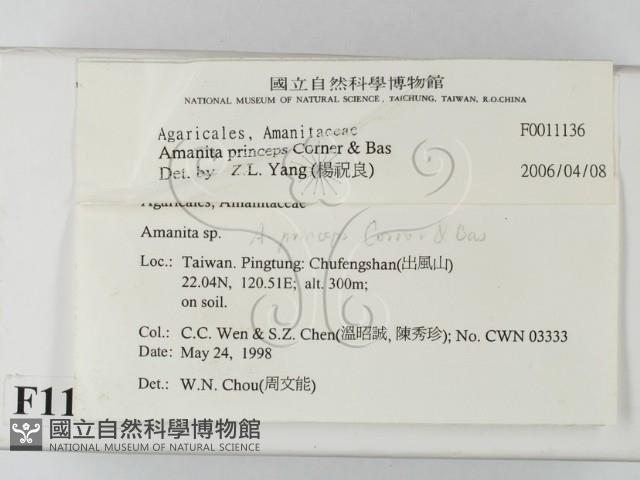 國立自然科學博物館
NATIONAL MUSEUM OF NATURAL SCIENCE, TAICHUNG, TAIWAN, R.O.CHINA
Agaricales, Amanitaceae F0011136
Amanita princeps Corner & Bas
Det. by Z.L. Yang(楊祝良) 2006/04/08
Agaricales, Amanitaceae
Amanita sp. A princeps Corner & Bas
Loc.: Taiwan. Pingtung: Chufengshan(出風山)
22.04N, 120.51E; alt. 300m;
on soil.
Col.: C.C. Wen & S.Z. Chen(溫昭誠, 陳秀珍); No. CWN 03333
Date: May 24, 1998
Det.: W.N. Chou(周文能)
F11
國立自然科學博物館
NATIONAL MUSEUM OF NATURAL SCIENCE